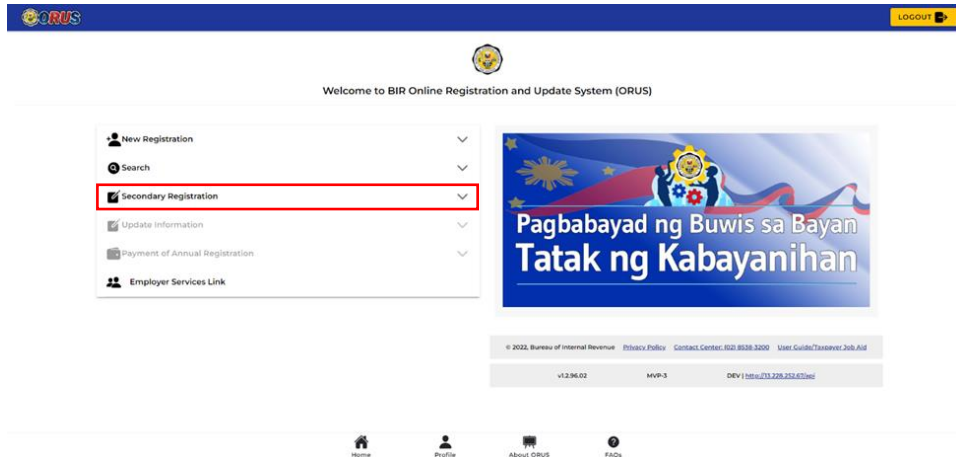 ORUS
LOGOUT
Welcome to BIR Online Registration and Update System (ORUS)
New Registration
Search
Secondary Registration
Update Information
Payment of Annual Registration
Employer Services Link
Pagbabayad ng Buwis sa Bayan
Tatak ng Kabayanihan
© 2022, Bureau of Internal Revenue Privacy Policy Contact Center: (02) 8538-3200 User Guide/Taxpayer Job Aid
v1.2.96.02 MVP-3 DEV | http://13.228.252.67/api/
Home Profile About ORUS FAQs